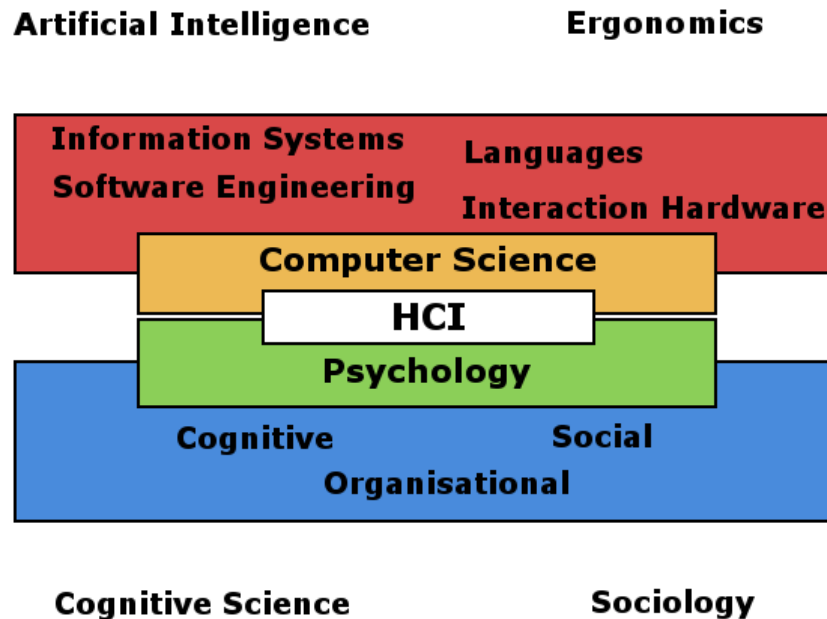 Artificial Intelligence
Ergonomics
Information Systems
Languages
Software Engineering
Interaction Hardware
Computer Science
HCI
Psychology
Cognitive
Social
Organisational
Cognitive Science
Sociology